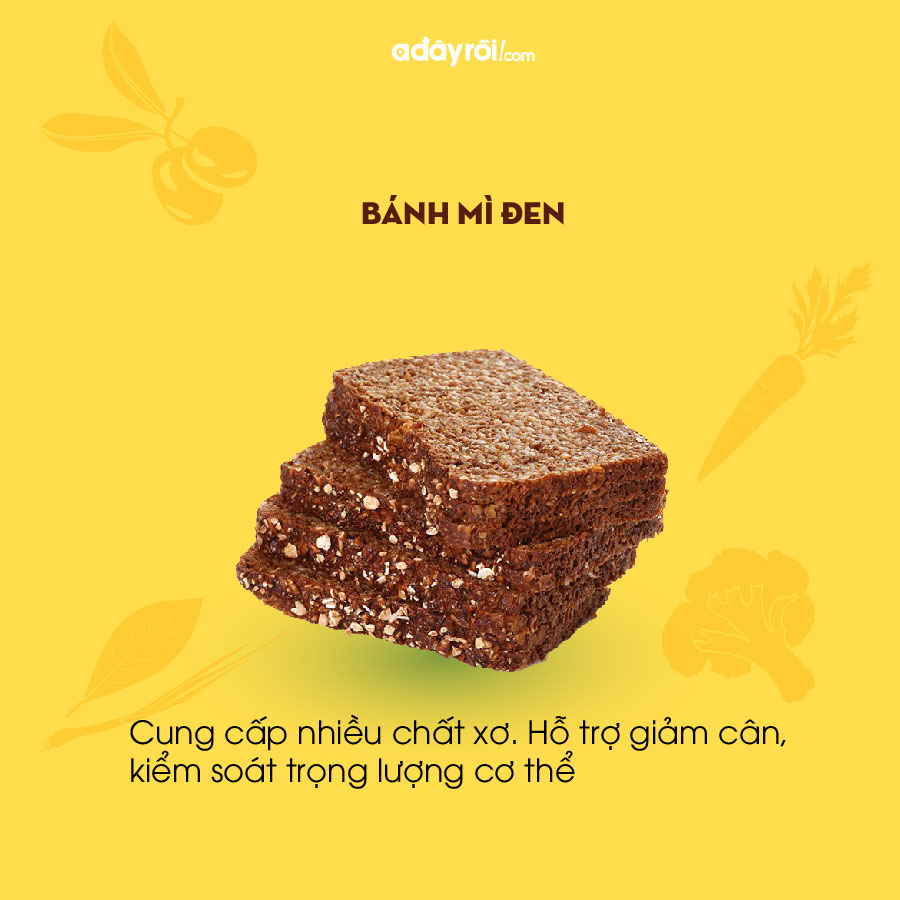 ađâyrồi!.com
BÁNH MÌ ĐEN
Cung cấp nhiều chất xơ. Hỗ trợ giảm cân,
kiểm soát trọng lượng cơ thể